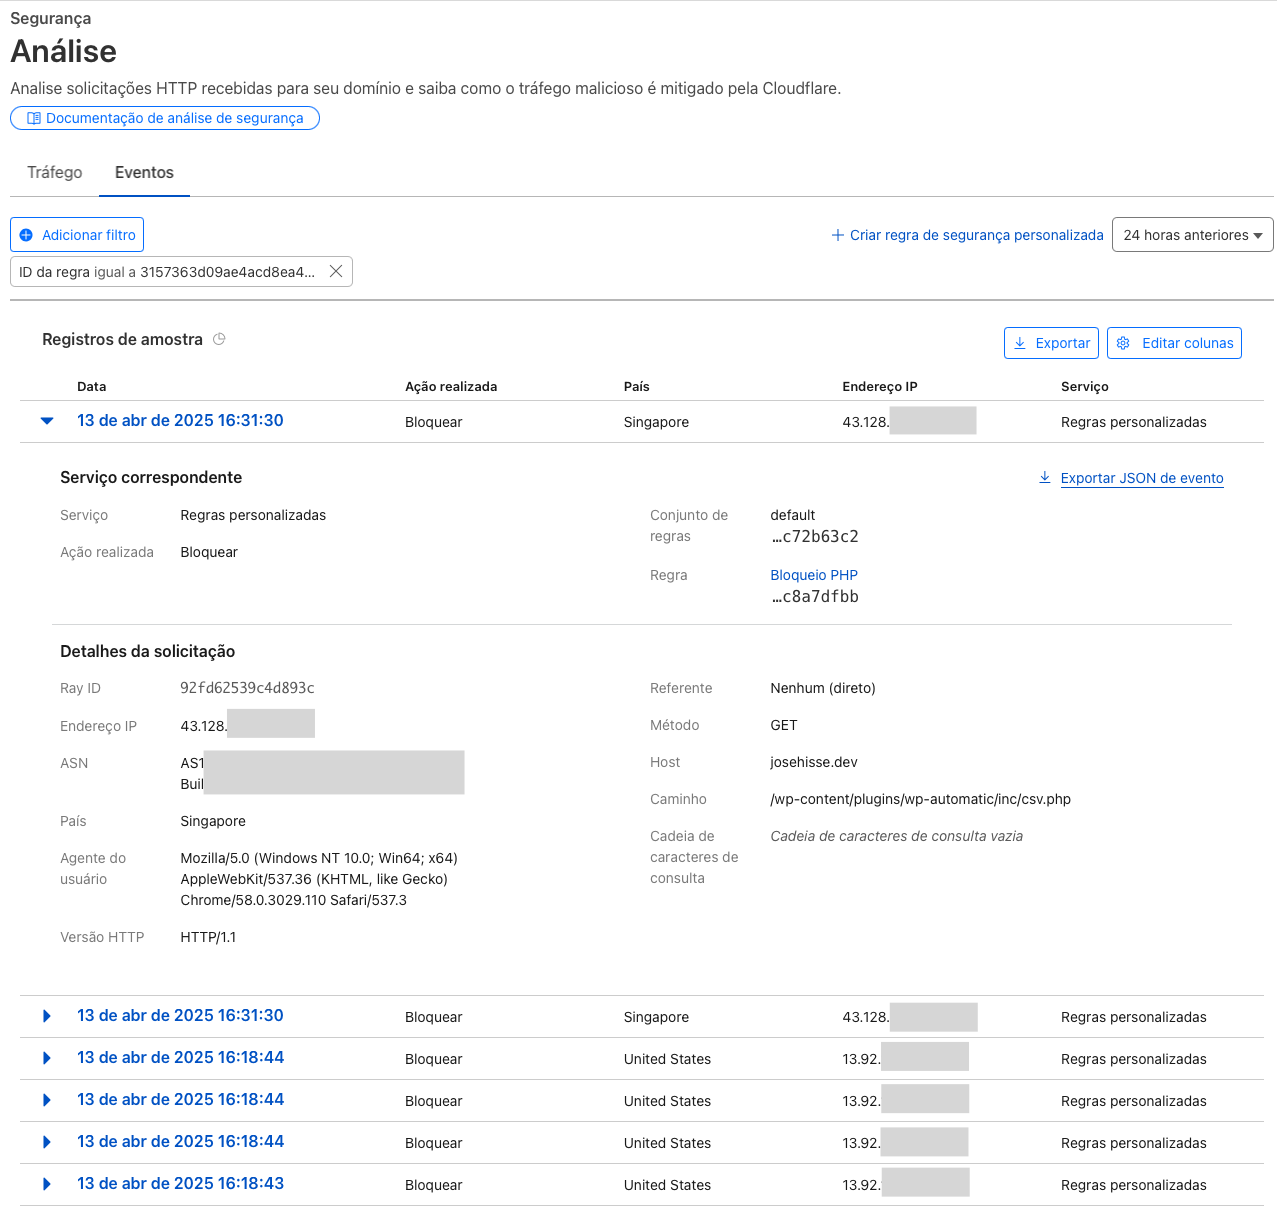 Segurança
Análise
Analise solicitações HTTP recebidas para seu domínio e saiba como o tráfego malicioso é mitigado pela Cloudflare.
Documentação de análise de segurança
Tráfego Eventos
Adicionar filtro + Criar regra de segurança personalizada 24 horas anteriores
ID da regra igual a 3157363d09ae4acd8ea4...
Registros de amostra Exportar Editar colunas
Data Ação realizada País Endereço IP Serviço
13 de abr de 2025 16:31:30 Bloquear Singapore 43.128. Regras personalizadas
Serviço correspondente Exportar JSON de evento
Serviço Regras personalizadas
Ação realizada Bloquear
Conjunto de regras default
…c72b63c2
Regra Bloqueio PHP
…c8a7dfbb
Detalhes da solicitação
Ray ID 92fd62539c4d893c
Endereço IP 43.128.
ASN AS1
Buil
País Singapore
Agente do usuário Mozilla/5.0 (Windows NT 10.0; Win64; x64)
AppleWebKit/537.36 (KHTML, like Gecko)
Chrome/58.0.3029.110 Safari/537.3
Versão HTTP HTTP/1.1
Referente Nenhum (direto)
Método GET
Host josehisse.dev
Caminho /wp-content/plugins/wp-automatic/inc/csv.php
Cadeia de caracteres de consulta Cadeia de caracteres de consulta vazia
13 de abr de 2025 16:31:30 Bloquear Singapore 43.128. Regras personalizadas
13 de abr de 2025 16:18:44 Bloquear United States 13.92. Regras personalizadas
13 de abr de 2025 16:18:44 Bloquear United States 13.92. Regras personalizadas
13 de abr de 2025 16:18:44 Bloquear United States 13.92. Regras personalizadas
13 de abr de 2025 16:18:43 Bloquear United States 13.92. Regras personalizadas